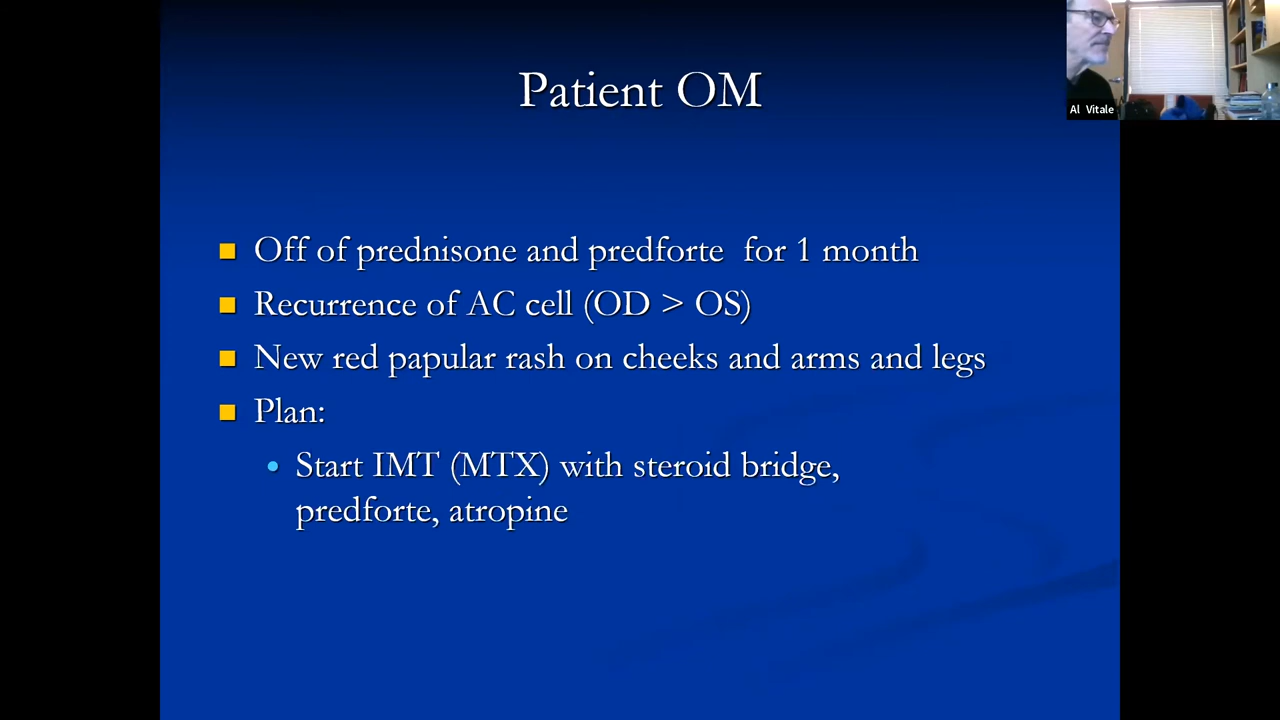 Patient OM
Al Vitale
Off of prednisone and predforte for 1 month
Recurrence of AC cell (OD > OS)
New red papular rash on cheeks and arms and legs
Plan:
Start IMT (MTX) with steroid bridge,
predforte, atropine